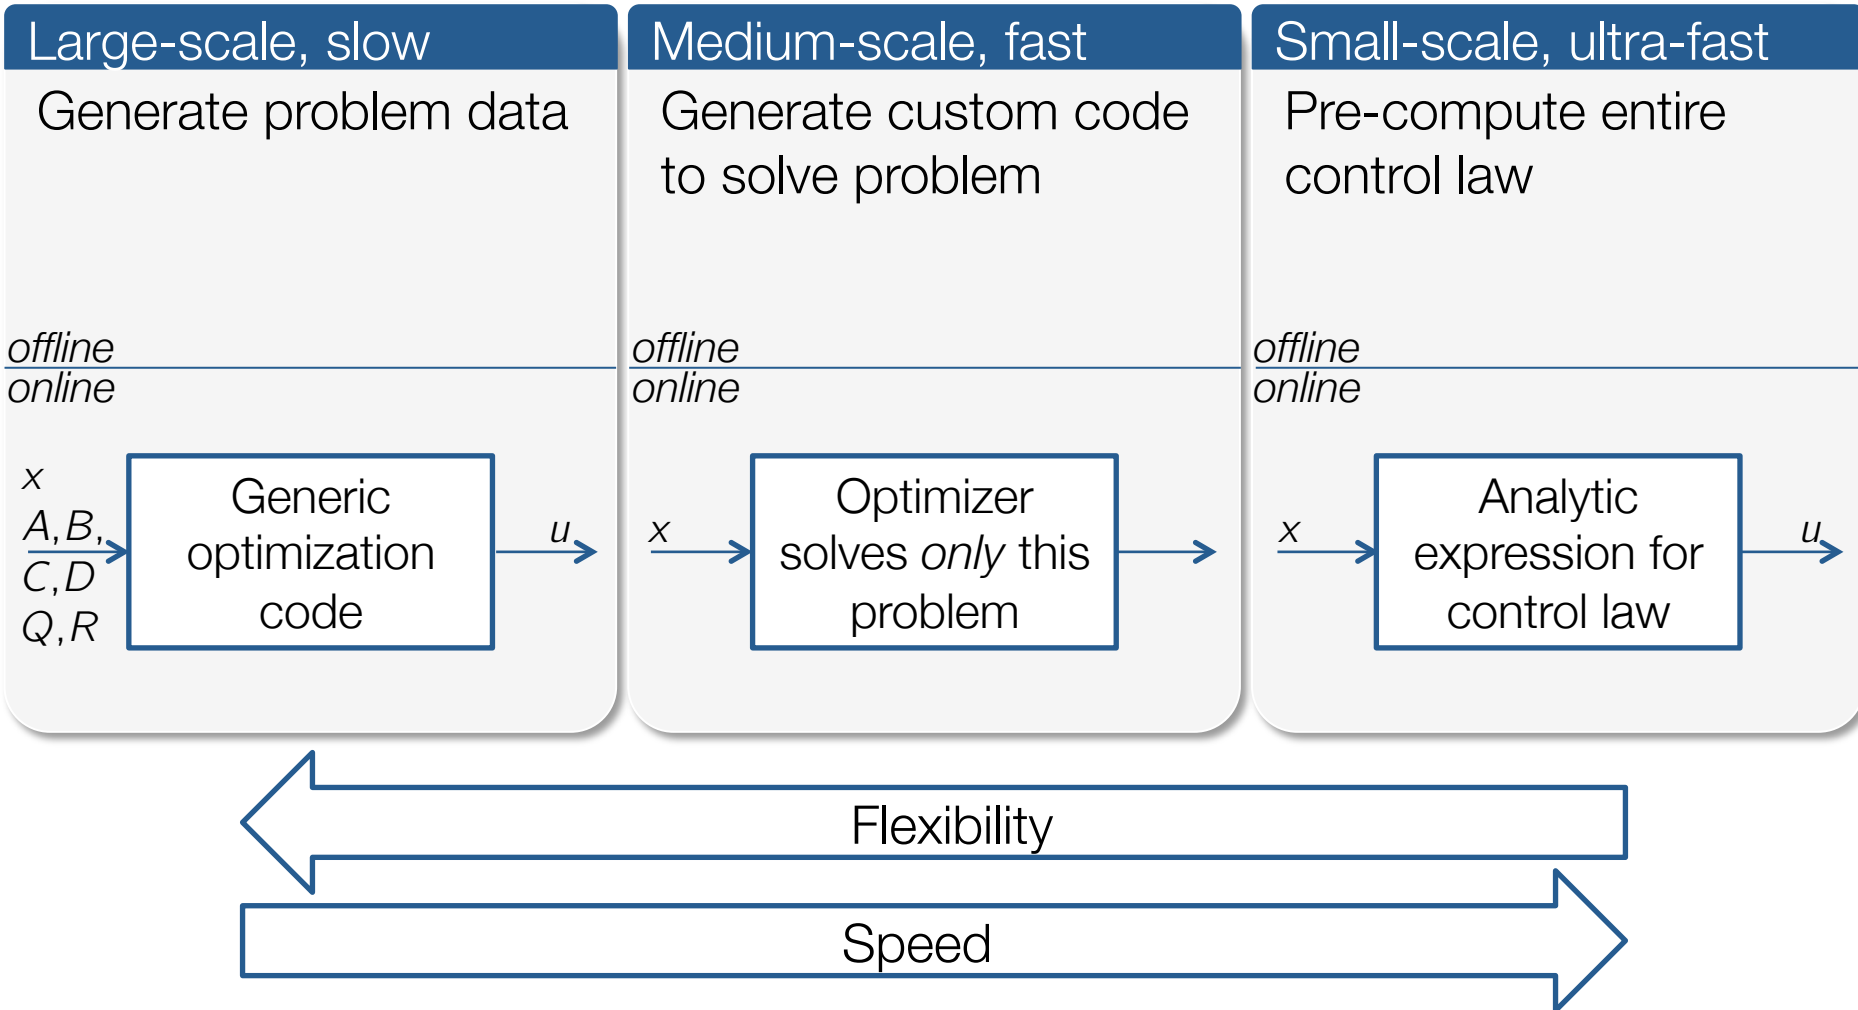 Large-scale, slow
Generate problem data
offline
online
x
A, B,
C, D
Q, R
Generic
optimization
code
u
Medium-scale, fast
Generate custom code
to solve problem
offline
online
x
Optimizer
solves only this
problem
Small-scale, ultra-fast
Pre-compute entire
control law
offline
online
x
Analytic
expression for
control law
u
Flexibility
Speed